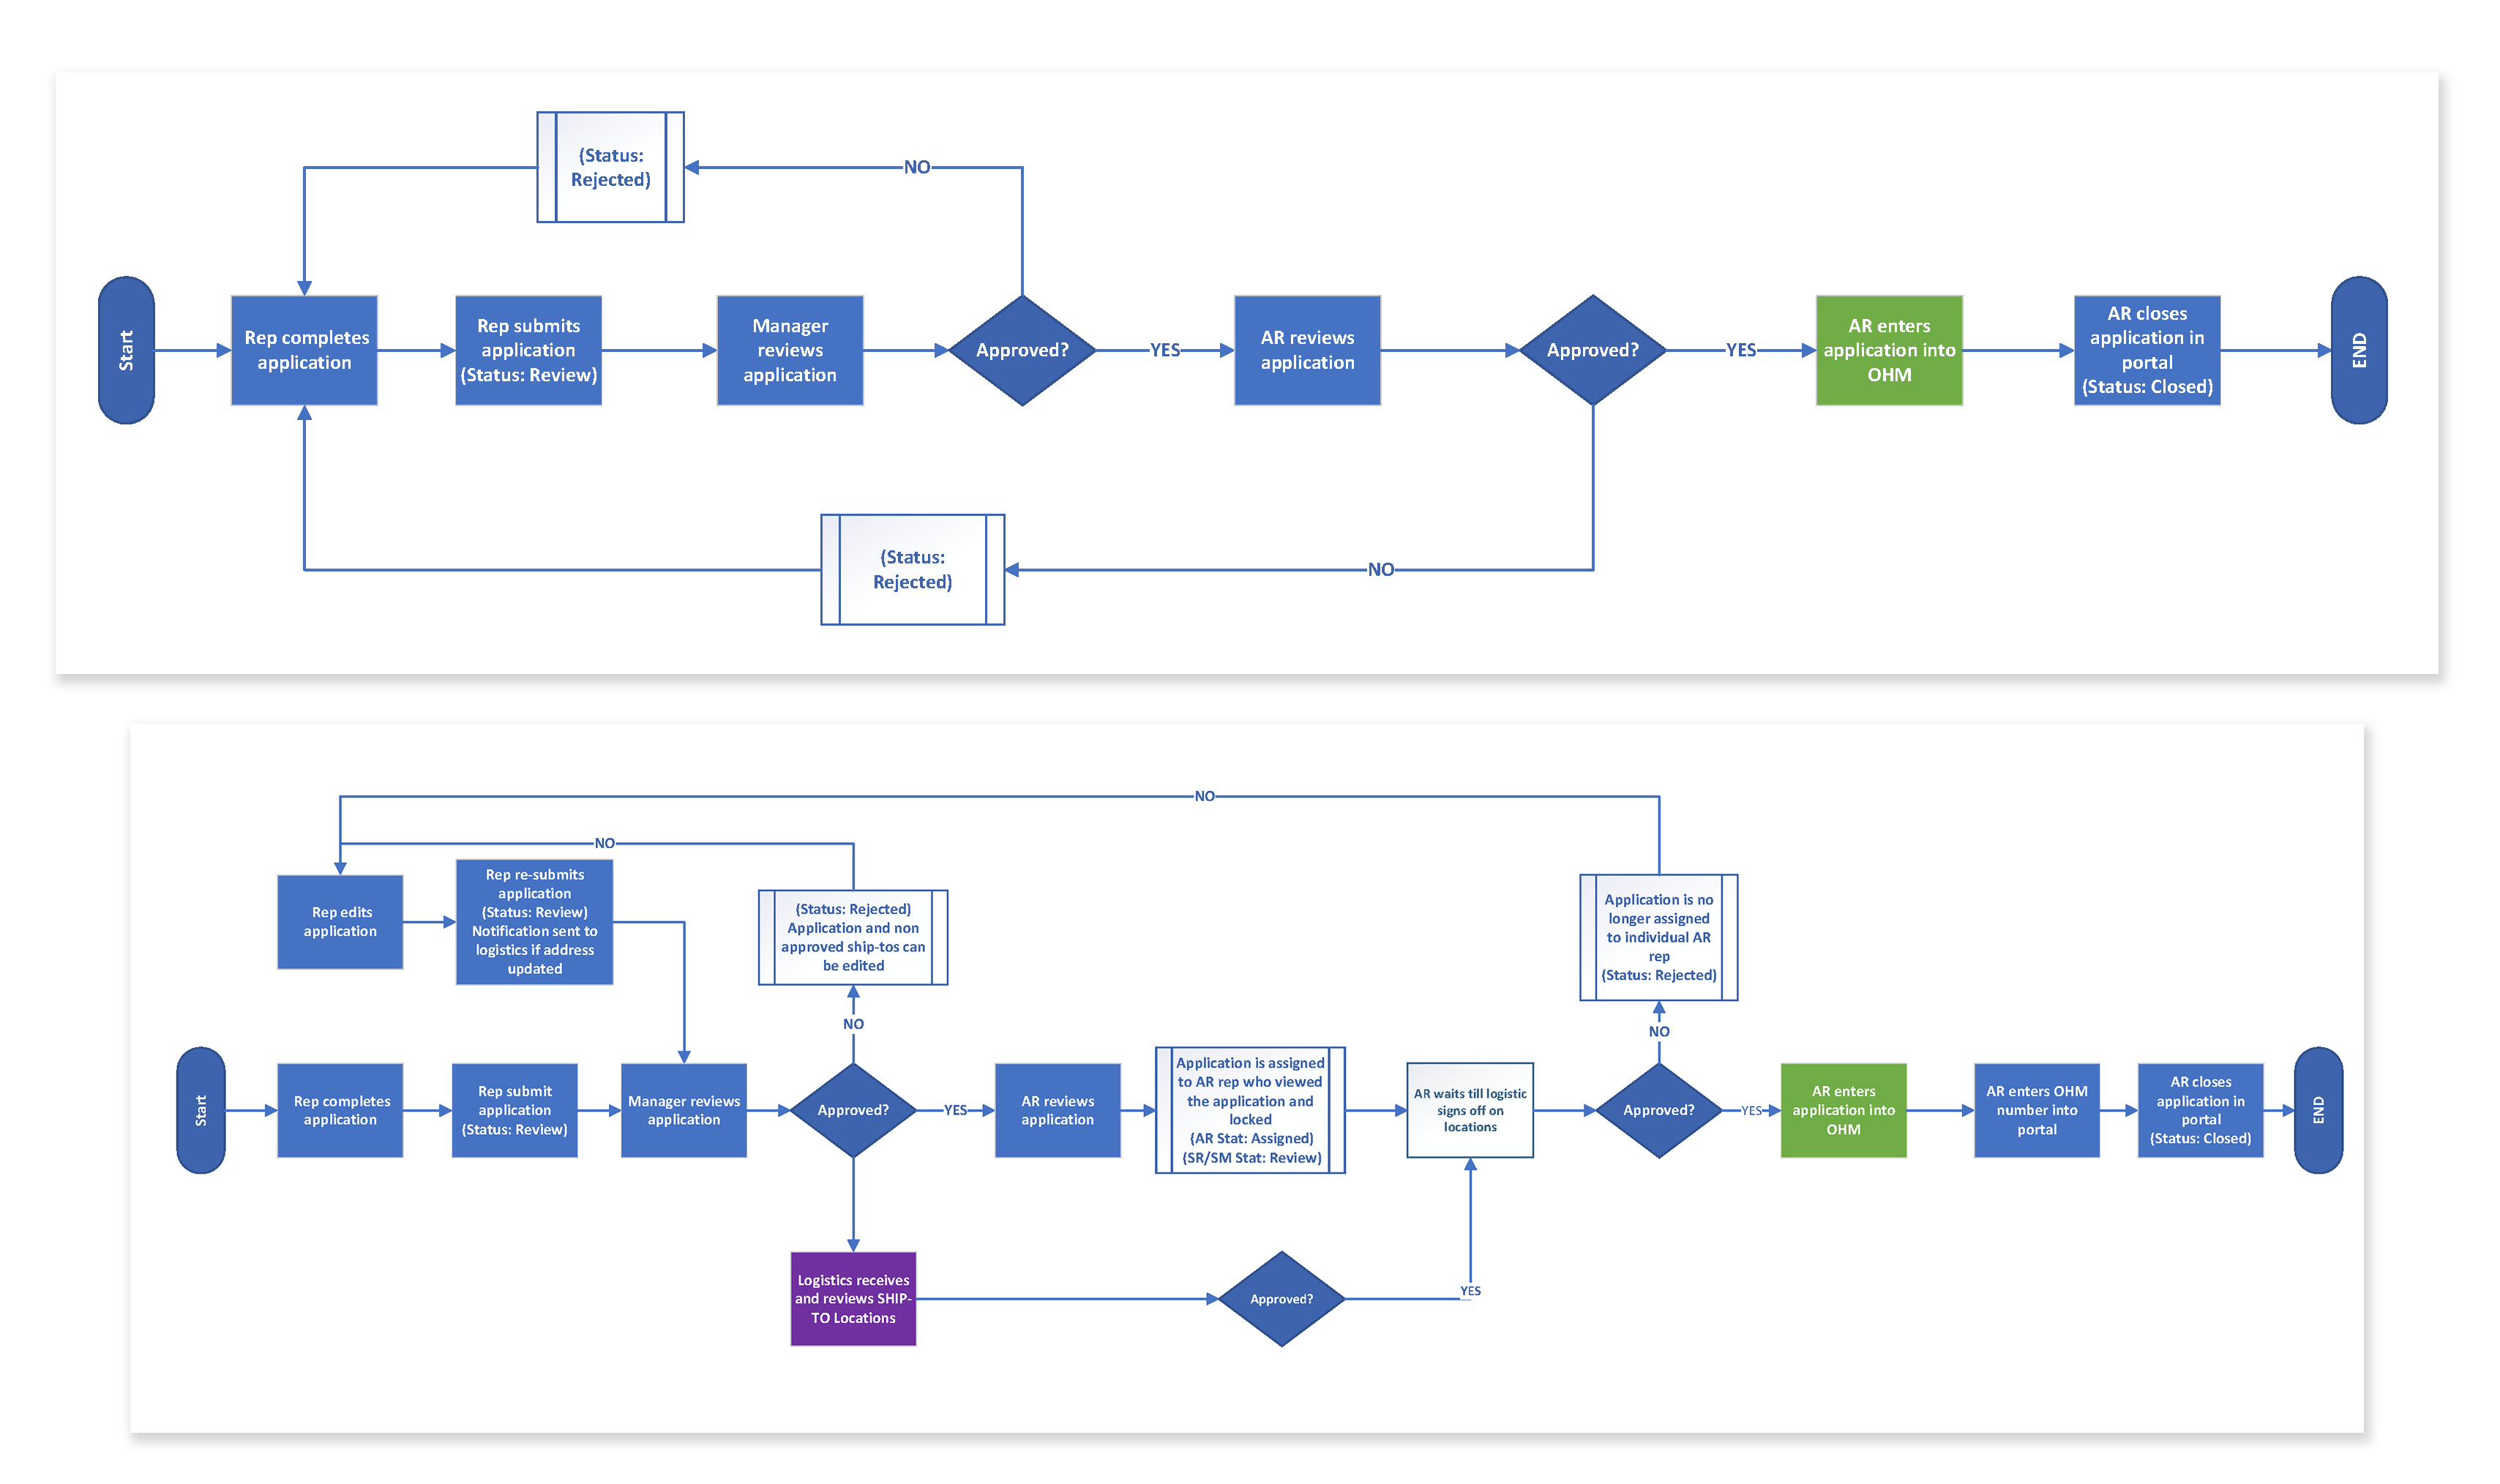 (Status:
Rejected)
NO
Start
Rep completes
application
Rep submits
application
(Status: Review)
Manager
reviews
application
Approved?
YES
AR reviews
application
Approved?
YES
AR enters
application into
OHM
AR closes
application in
portal
(Status: Closed)
END
(Status:
Rejected)
NO
NO
NO
Rep edits
application
Rep re-submits
application
(Status: Review)
Notification sent to
logistics if address
updated
(Status: Rejected)
Application and non
approved ship-tos can
be edited
Application is no
longer assigned
to individual AR
rep
(Status: Rejected)
NO
NO
Start
Rep completes
application
Rep submit
application
(Status: Review)
Manager reviews
application
Approved?
YES
AR reviews
application
Application is assigned
to AR rep who viewed
the application and
locked
(AR Stat: Assigned)
(SR/SM Stat: Review)
AR waits till logistic
signs off on
locations
Approved?
YES
AR enters
application into
OHM
AR enters OHM
number into
portal
AR closes
application in
portal
(Status: Closed)
END
Logistics receives
and reviews SHIP-
TO Locations
Approved?
YES